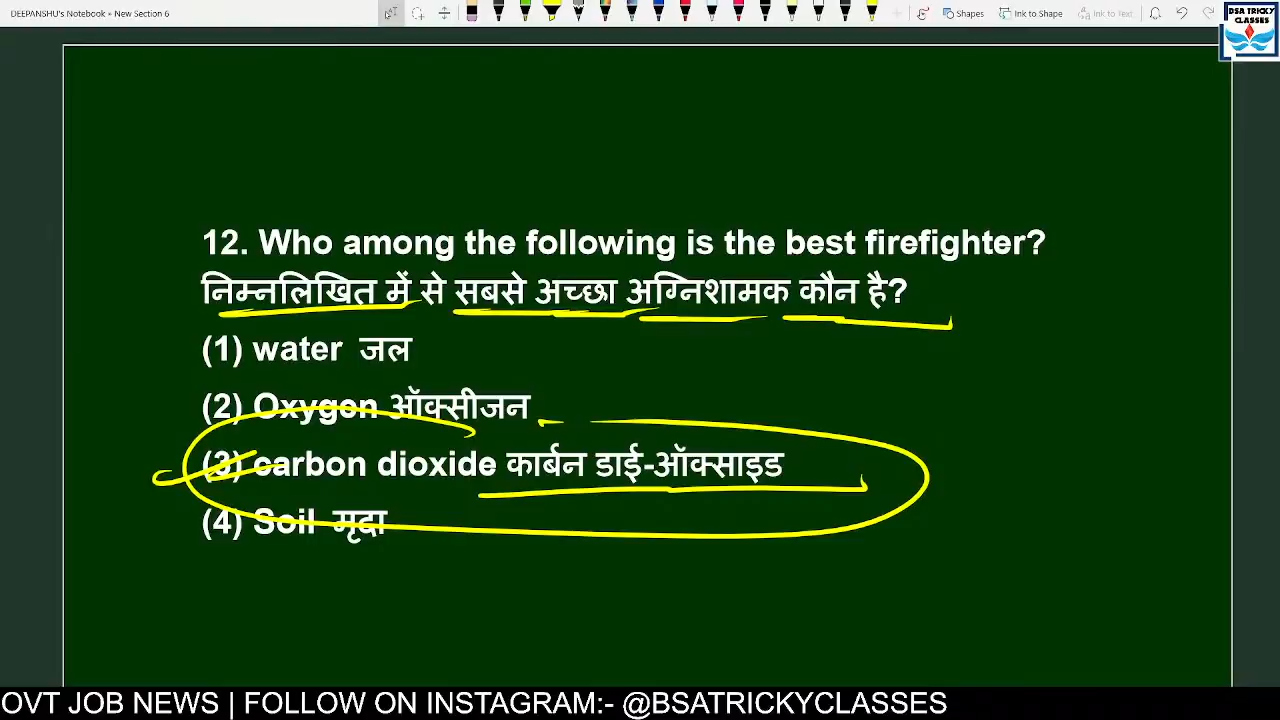 DEEPANSHU's Notebook » New Section 6
Shapes
Ink to Shape
Ink to Text
BSA TRICKY
CLASSES
12. Who among the following is the best firefighter?
निम्नलिखित में से सबसे अच्छा अग्निशामक कौन है?
(1) water जल
(2) Oxygen ऑक्सीजन
(3) carbon dioxide कार्बन डाई-ऑक्साइड
(4) Soil मृद्दा
OVT JOB NEWS | FOLLOW ON INSTAGRAM:- @BSATRICKYCLASSES